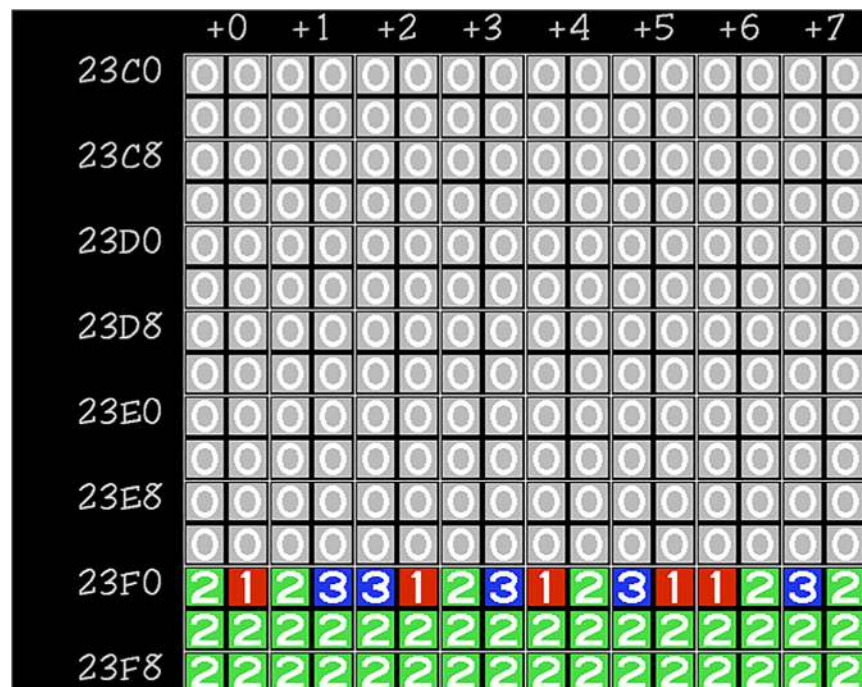 +0 +1 +2 +3 +4 +5 +6 +7
23C0 0 0 0 0 0 0 0 0 0 0 0 0 0 0 0 0
0 0 0 0 0 0 0 0 0 0 0 0 0 0 0 0
23C8 0 0 0 0 0 0 0 0 0 0 0 0 0 0 0 0
0 0 0 0 0 0 0 0 0 0 0 0 0 0 0 0
23D0 0 0 0 0 0 0 0 0 0 0 0 0 0 0 0 0
0 0 0 0 0 0 0 0 0 0 0 0 0 0 0 0
23D8 0 0 0 0 0 0 0 0 0 0 0 0 0 0 0 0
0 0 0 0 0 0 0 0 0 0 0 0 0 0 0 0
23E0 0 0 0 0 0 0 0 0 0 0 0 0 0 0 0 0
0 0 0 0 0 0 0 0 0 0 0 0 0 0 0 0
23E8 0 0 0 0 0 0 0 0 0 0 0 0 0 0 0 0
0 0 0 0 0 0 0 0 0 0 0 0 0 0 0 0
23F0 2 1 2 3 3 1 2 3 1 2 3 1 1 2 3 2
2 2 2 2 2 2 2 2 2 2 2 2 2 2 2 2
23F8 2 2 2 2 2 2 2 2 2 2 2 2 2 2 2 2